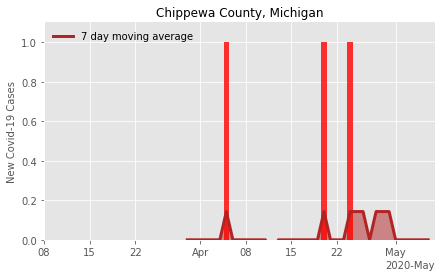 Chippewa County, Michigan
7 day moving average
New Covid-19 Cases
1.0
0.8
0.6
0.4
0.2
0.0
08 15 22 Apr 08 15 22 May
2020-May